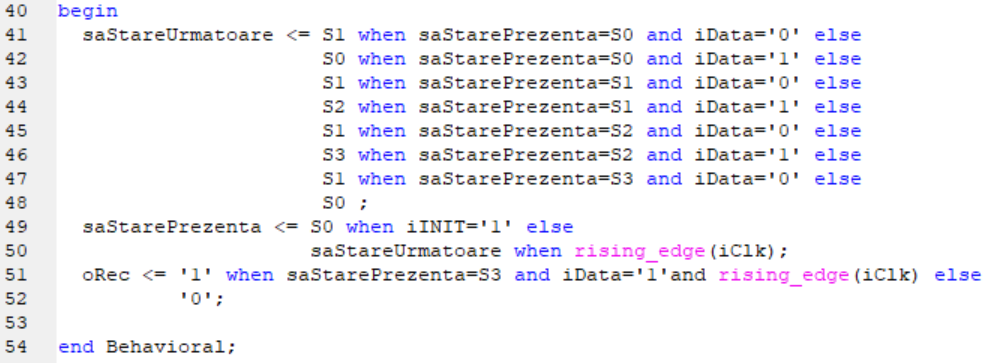 40 begin
41 saStareUrmatoare <= S1 when saStarePrezenta=S0 and iData='0' else
42 S0 when saStarePrezenta=S0 and iData='1' else
43 S1 when saStarePrezenta=S1 and iData='0' else
44 S2 when saStarePrezenta=S1 and iData='1' else
45 S1 when saStarePrezenta=S2 and iData='0' else
46 S3 when saStarePrezenta=S2 and iData='1' else
47 S1 when saStarePrezenta=S3 and iData='0' else
48 S0 ;
49 saStarePrezenta <= S0 when iINIT='1' else
50 saStareUrmatoare when rising_edge(iClk);
51 oRec <= '1' when saStarePrezenta=S3 and iData='1'and rising_edge(iClk) else
52 '0';
53
54 end Behavioral;